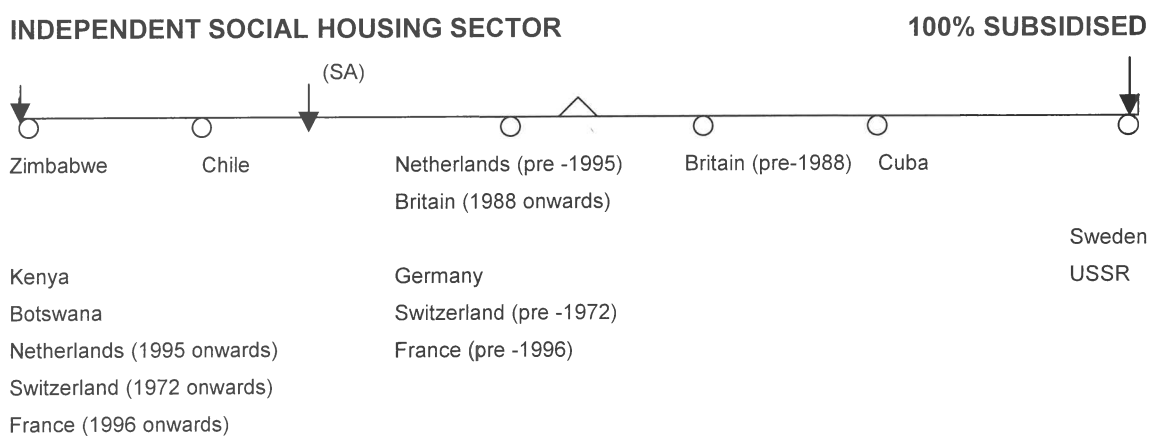 INDEPENDENT SOCIAL HOUSING SECTOR 100% SUBSIDISED
(SA)
Zimbabwe Chile Netherlands (pre -1995) Britain (pre-1988) Cuba
Britain (1988 onwards)
Sweden
Kenya Germany USSR
Botswana Switzerland (pre -1972)
Netherlands (1995 onwards) France (pre -1996)
Switzerland (1972 onwards)
France (1996 onwards)